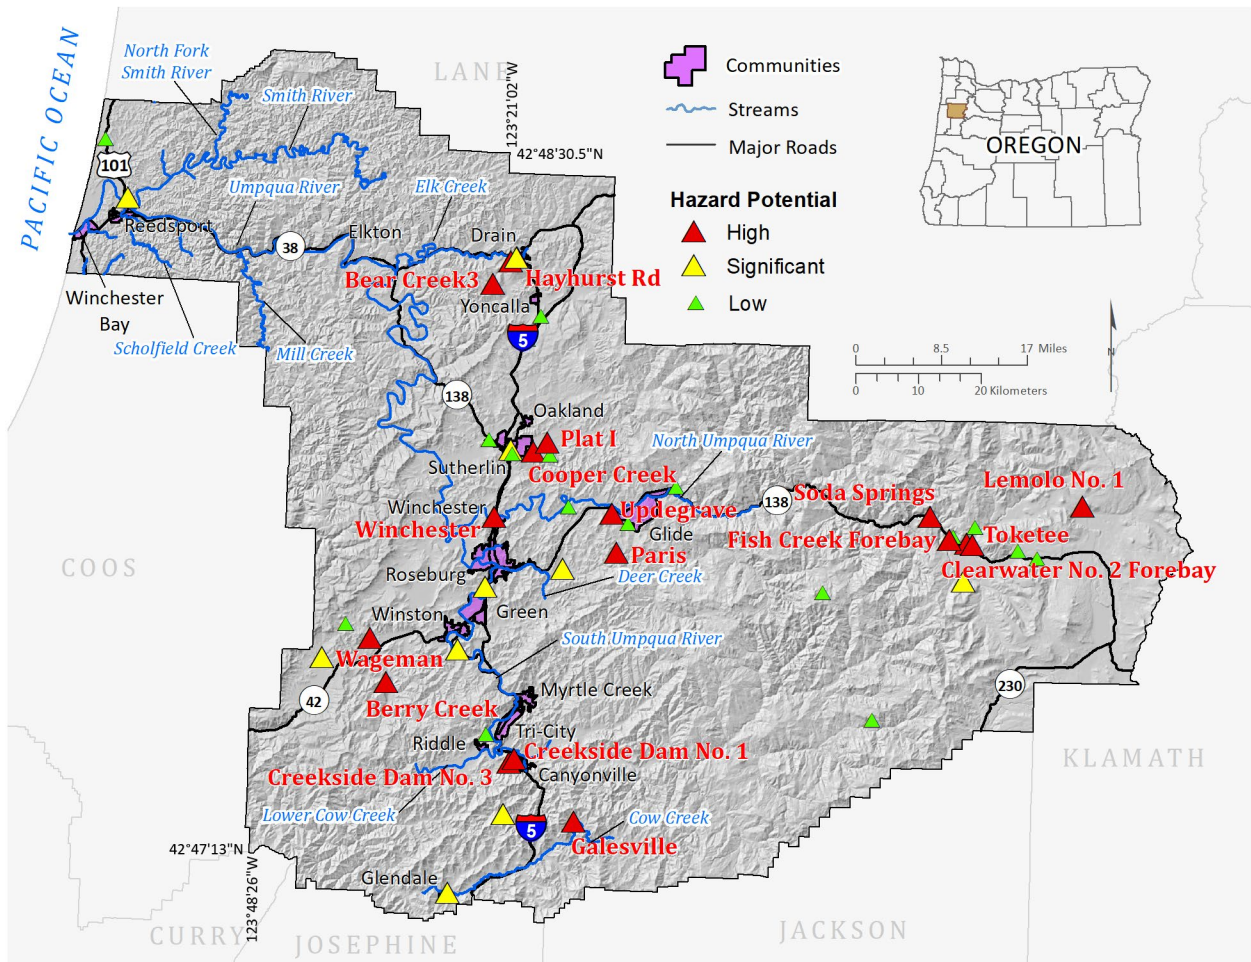 North Fork
Smith River
Smith River
PACIFIC OCEAN
LANE
123°21'02"W
42°48'30.5"N
101
Umpqua River
Elk Creek
Reedsport
38
Elkton
Drain
Bear Creek3
Hayhurst Rd
Yoncalla
Winchester
Bay
Scholfield Creek
Mill Creek
5
Communities
Streams
Major Roads
Hazard Potential
High
Significant
Low
OREGON
0 8.5 17 Miles
0 10 20 Kilometers
N
138
Oakland
Plat I
North Umpqua River
Sutherlin
Cooper Creek
Lemolo No. 1
Soda Springs
138
Winchester
Winchester
Updegrave
Glide
Fish Creek Forebay
Toketee
Paris
Clearwater No. 2 Forebay
COOS
Roseburg
Deer Creek
Winston
Green
South Umpqua River
Wageman
42
Berry Creek
Myrtle Creek
230
Tri-City
Riddle
Creekside Dam No. 1
Creekside Dam No. 3
Canyonville
KLAMATH
Lower Cow Creek
5
Cow Creek
Galesville
42°47'13"N
123°48'26"W
Glendale
CURRY
JOSEPHINE
JACKSON